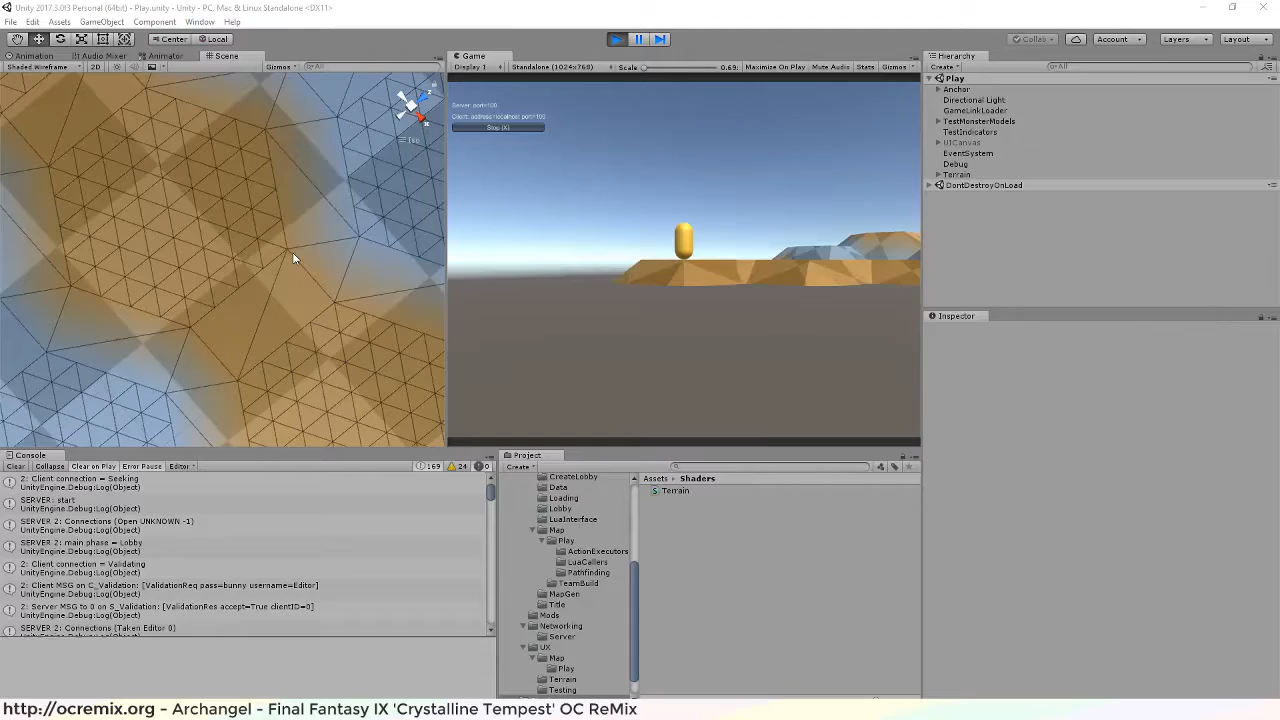 Unity 2017.3.0f3 Personal (64bit) - Play.unity - Unity - PC, Mac & Linux Standalone <DX11>
File Edit Assets GameObject Component Window Help
Center Local Collab Account Layers Layout
Animation Audio Mixer Animator Scene Game Hierarchy
Shaded Wireframe 2D Gizmos All Display 1 Standalone (1024x768) Scale 0.69: Maximize On Play Mute Audio Stats Gizmos Create All
Play
Anchor
Directional Light
GameLinkLoader
TestMonsterModels
TestIndicators
UICanvas
EventSystem
Debug
Terrain
DontDestroyOnLoad
Server: port=100
Client: address=localhost port=100
Stop (X)
Inspector
Console
Clear Collapse Clear on Play Error Pause Editor 169 24 0
2: Client connection = Seeking
UnityEngine.Debug:Log(Object)
SERVER: start
UnityEngine.Debug:Log(Object)
SERVER 2: Connections (Open UNKNOWN -1)
UnityEngine.Debug:Log(Object)
SERVER 2: main phase = Lobby
UnityEngine.Debug:Log(Object)
2: Client connection = Validating
UnityEngine.Debug:Log(Object)
2: Client MSG on C_Validation: [ValidationReq pass=bunny username=Editor]
UnityEngine.Debug:Log(Object)
2: Server MSG to 0 on S_Validation: [ValidationRes accept=True clientID=0]
UnityEngine.Debug:Log(Object)
SERVER 2: Connections (Taken Editor 0)
UnityEngine.Debug:Log(Object)
Project
Create
CreateLobby
Data
Loading
Lobby
LuaInterface
Map
Play
ActionExecutors
LuaCallers
Pathfinding
TeamBuild
MapGen
Title
Mods
Networking
Server
UX
Map
Play
Terrain
Testing
Assets Shaders
Terrain
http://ocremix.org - Archangel - Final Fantasy IX 'Crystalline Tempest' OC ReMix